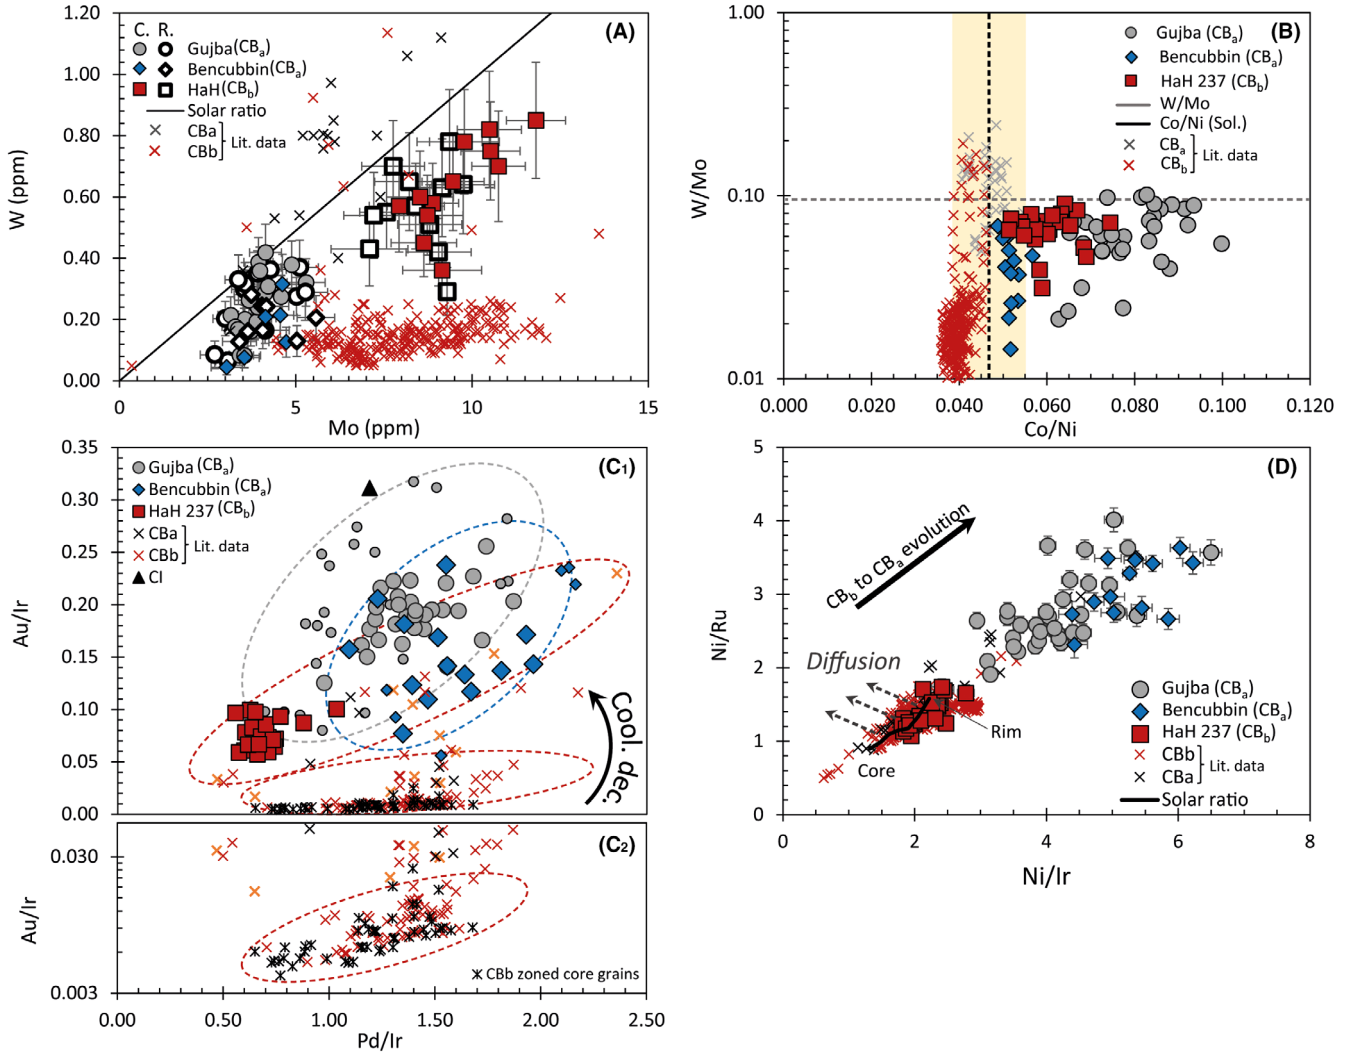 (A)
C. R.
Gujba(CBa)
Bencubbin(CBa)
HaH(CBb)
Solar ratio
CBa
CBb
Lit. data
W (ppm)
1.20
1.00
0.80
0.60
0.40
0.20
0.00
0 5 10 15
Mo (ppm)
(B)
Gujba (CBa)
Bencubbin (CBa)
HaH 237 (CBb)
W/Mo
Co/Ni (Sol.)
CBa
CBb
Lit. data
W/Mo
1.00
0.10
0.01
0.000 0.020 0.040 0.060 0.080 0.100 0.120
Co/Ni
(C1)
Gujba (CBa)
Bencubbin (CBa)
HaH 237 (CBb)
CBa
CBb
Lit. data
CI
Cool. dec.
Au/Ir
0.35
0.30
0.25
0.20
0.15
0.10
0.05
0.00
(C2)
Au/Ir
0.030
0.003
CBb zoned core grains
0.00 0.50 1.00 1.50 2.00 2.50
Pd/Ir
(D)
CBb to CBa evolution
Diffusion
Rim
Core
Gujba (CBa)
Bencubbin (CBa)
HaH 237 (CBb)
CBb
CBa
Lit. data
Solar ratio
Ni/Ru
5
4
3
2
1
0
0 2 4 6 8
Ni/Ir